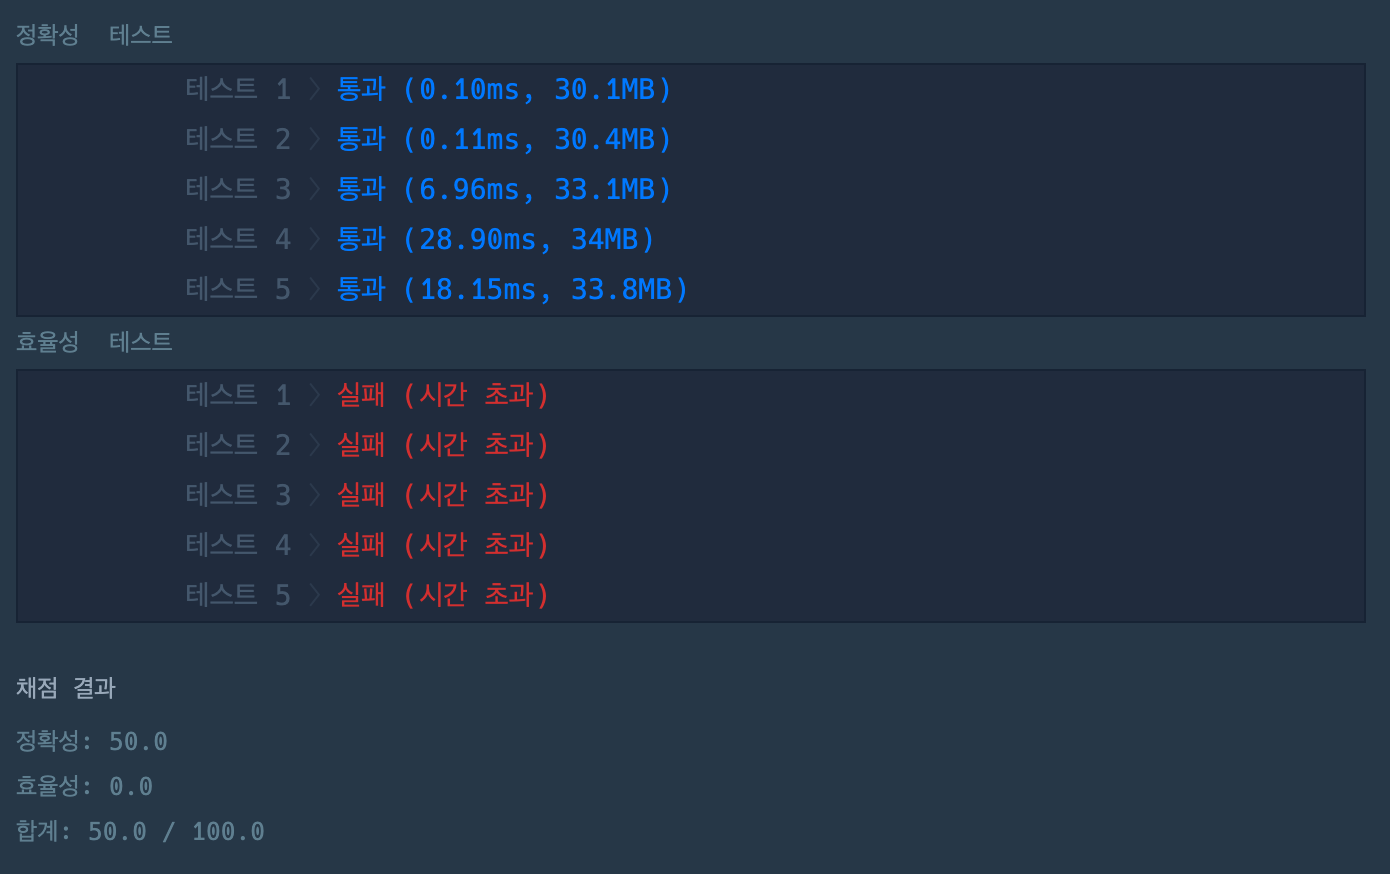 정확성 테스트
테스트 1 〉 통과 (0.10ms, 30.1MB)
테스트 2 〉 통과 (0.11ms, 30.4MB)
테스트 3 〉 통과 (6.96ms, 33.1MB)
테스트 4 〉 통과 (28.90ms, 34MB)
테스트 5 〉 통과 (18.15ms, 33.8MB)
효율성 테스트
테스트 1 〉 실패 (시간 초과)
테스트 2 〉 실패 (시간 초과)
테스트 3 〉 실패 (시간 초과)
테스트 4 〉 실패 (시간 초과)
테스트 5 〉 실패 (시간 초과)
채점 결과
정확성: 50.0
효율성: 0.0
합계: 50.0 / 100.0